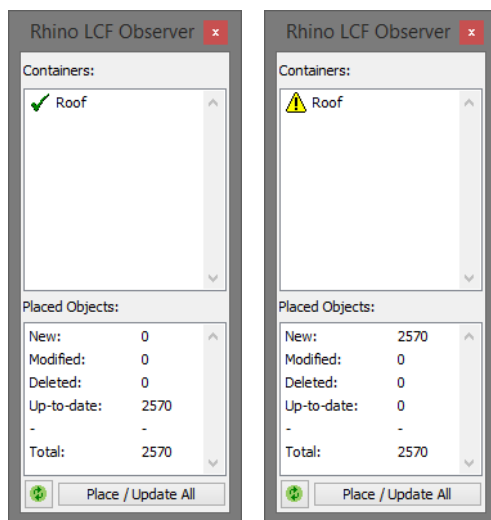 Rhino LCF Observer x
Containers:
Roof
Placed Objects:
New: 0
Modified: 0
Deleted: 0
Up-to-date: 2570
- -
Total: 2570
Place / Update All
Rhino LCF Observer x
Containers:
Roof
Placed Objects:
New: 2570
Modified: 0
Deleted: 0
Up-to-date: 0
- -
Total: 2570
Place / Update All